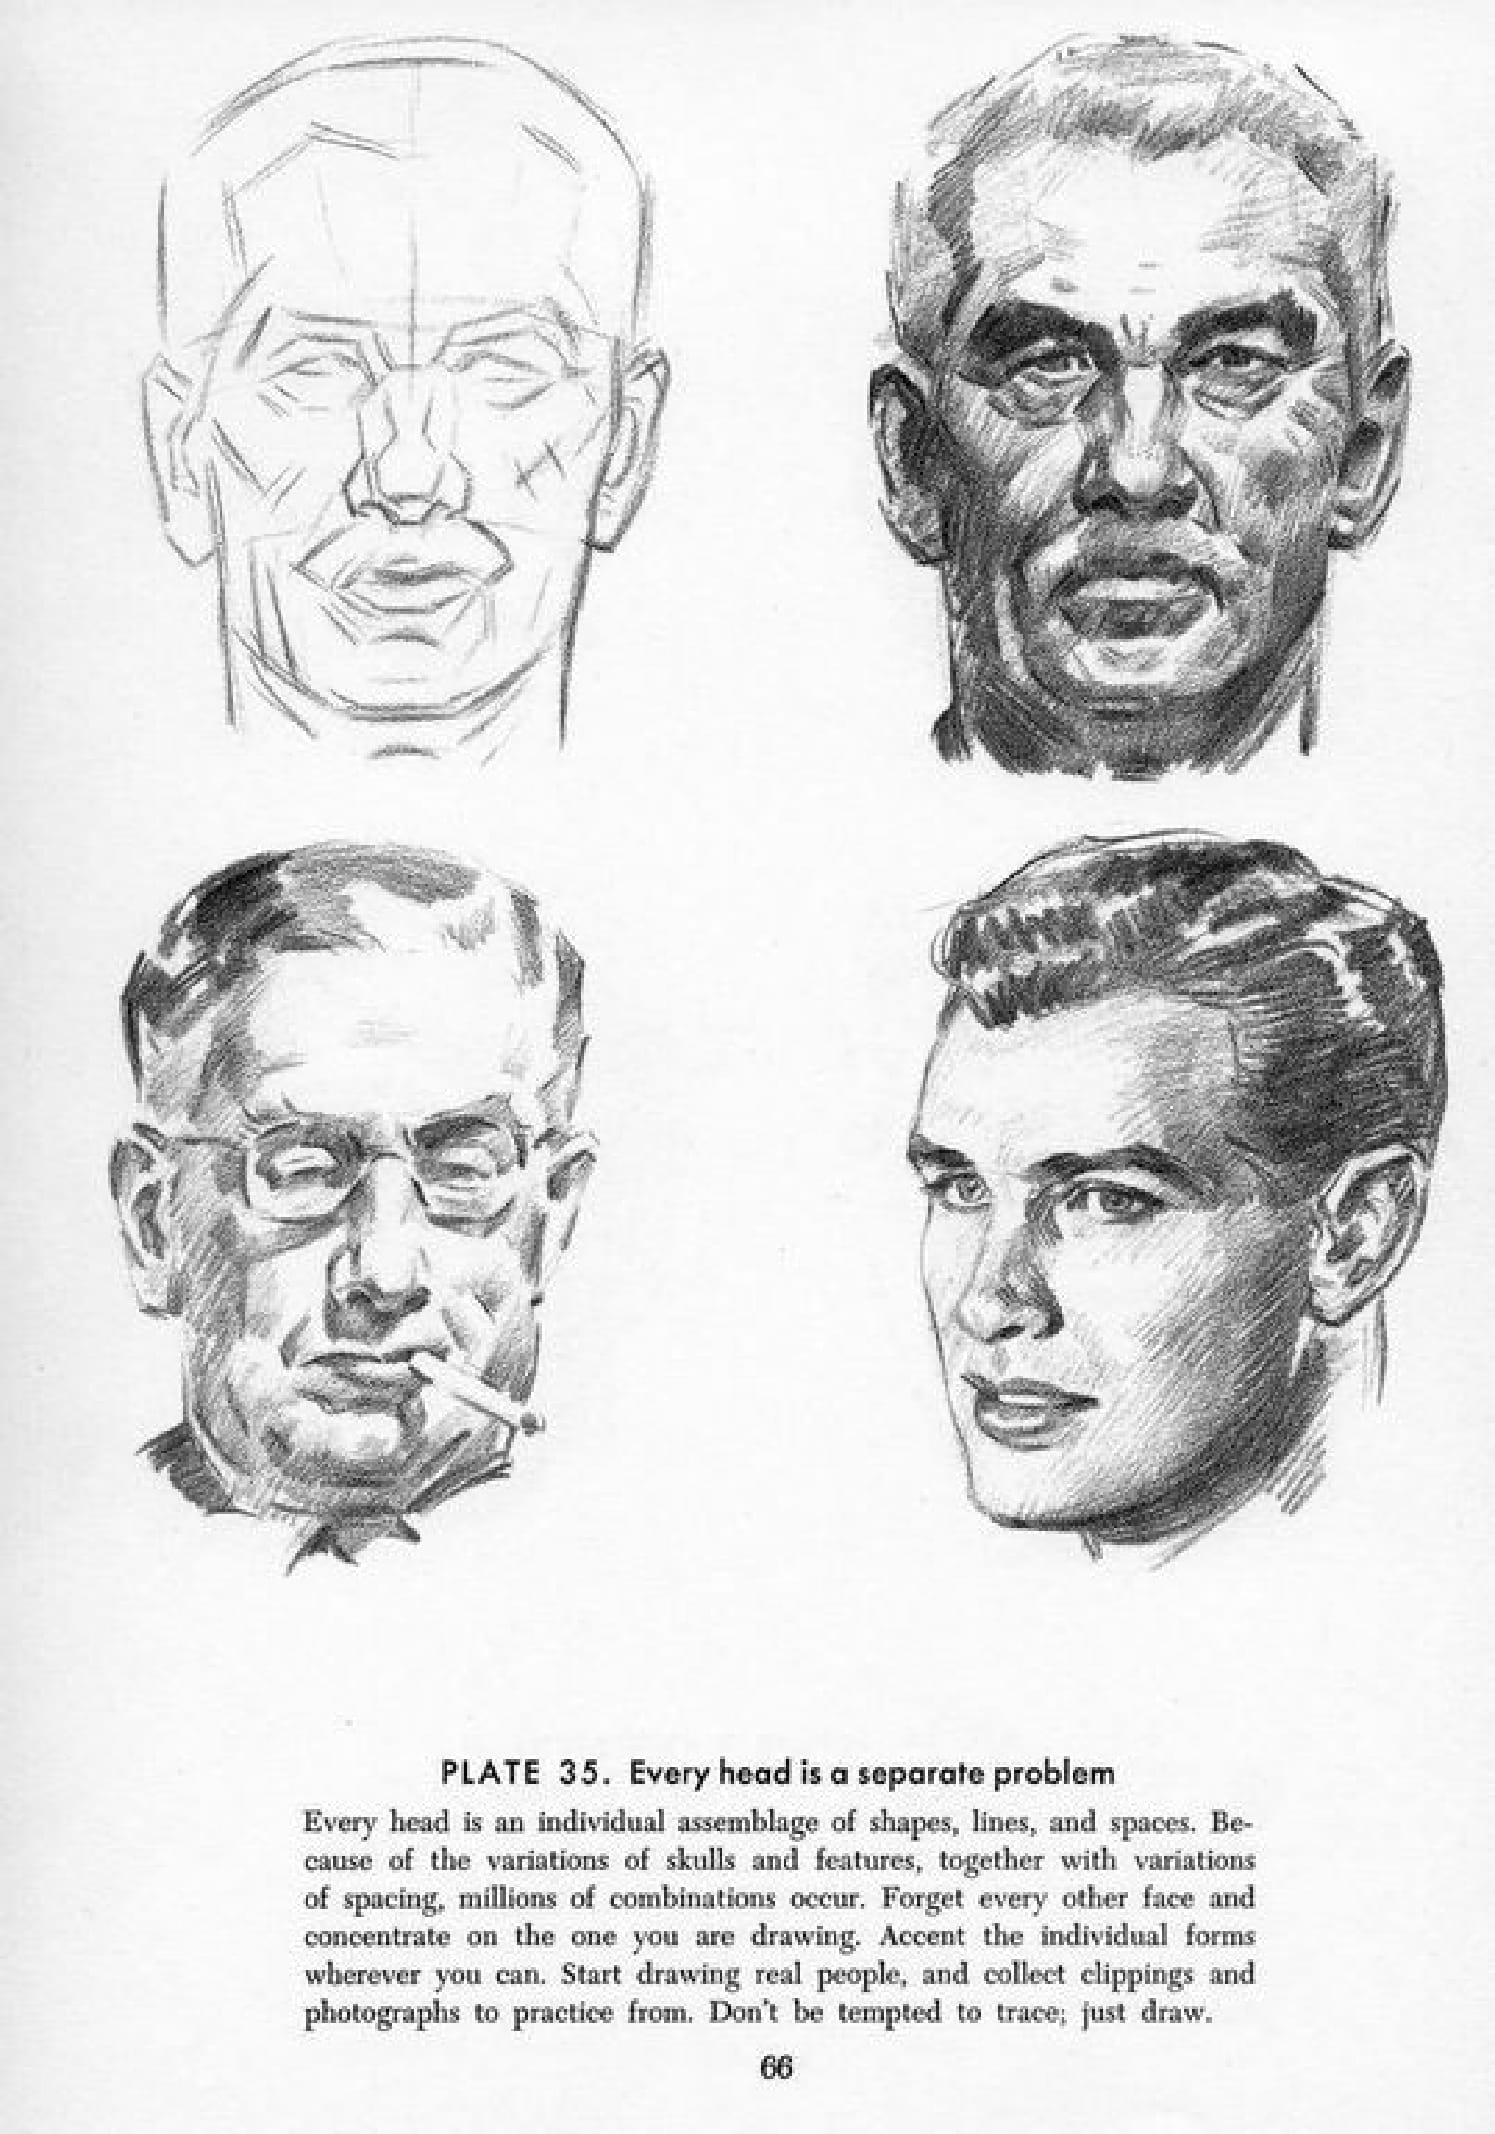 PLATE 35. Every head is a separate problem
Every head is an individual assemblage of shapes, lines, and spaces. Be-
cause of the variations of skulls and features, together with variations
of spacing, millions of combinations occur. Forget every other face and
concentrate on the one you are drawing. Accent the individual forms
wherever you can. Start drawing real people, and collect clippings and
photographs to practice from. Don't be tempted to trace; just draw.
66